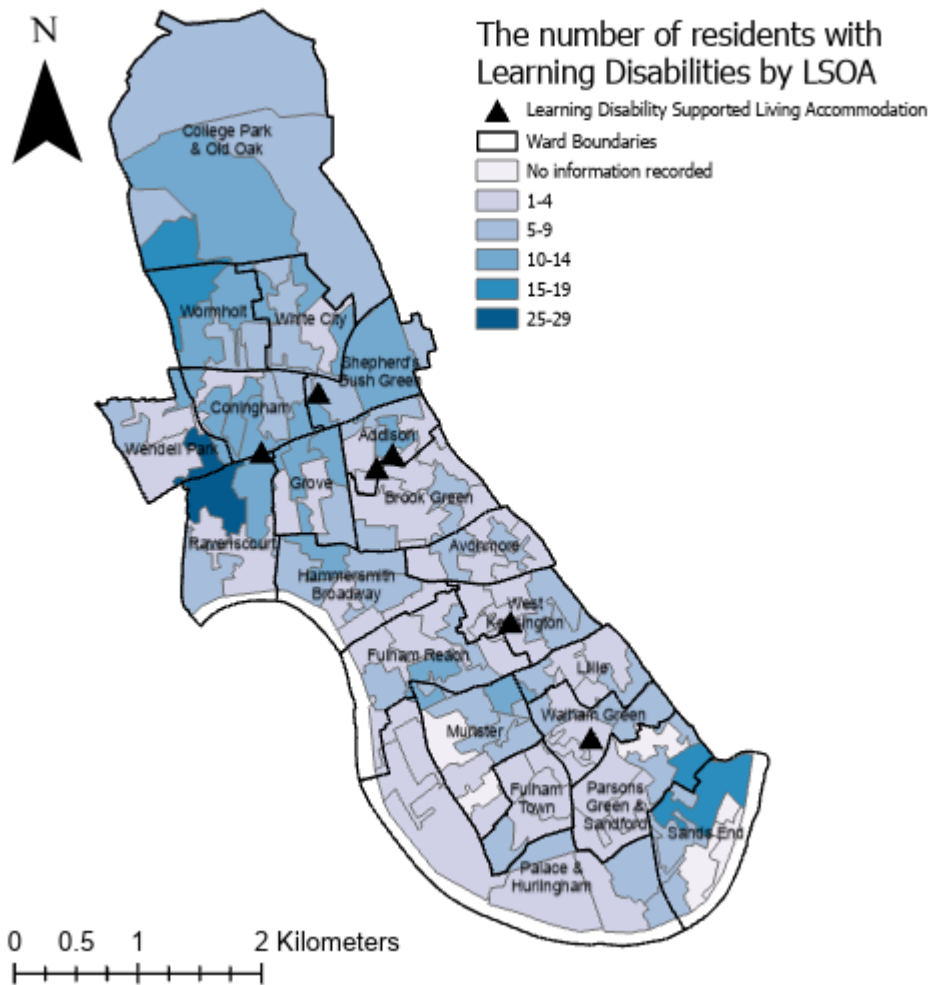 N
The number of residents with
Learning Disabilities by LSOA
Learning Disability Supported Living Accommodation
Ward Boundaries
No information recorded
1-4
5-9
10-14
15-19
25-29
College Park
& Old Oak
Wormholt
White City
Shepherd's
Bush Green
Coningham
Wendell Park
Addison
Grove
Brook Green
Ravenscourt
Avonmore
Hammersmith
Broadway
West
Kensington
Fulham Reach
Lillie
Walham Green
Munster
Fulham
Town
Parsons
Green &
Sandford
Sands End
Palace &
Hurlingham
0 0.5 1 2 Kilometers